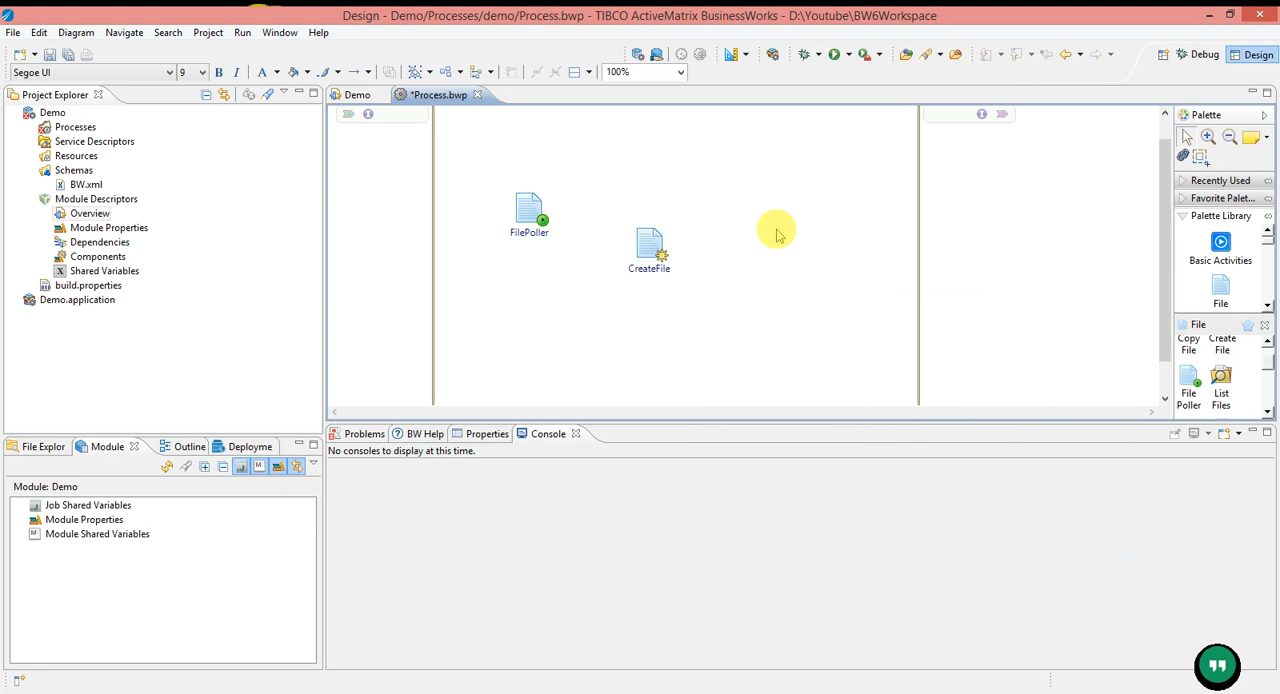 Design - Demo/Processes/demo/Process.bwp - TIBCO ActiveMatrix BusinessWorks - D:\Youtube\BW6Workspace
File Edit Diagram Navigate Search Project Run Window Help
Debug Design
Segoe UI 9 B I A 100%
Project Explorer
Demo
Processes
Service Descriptors
Resources
Schemas
BW.xml
Module Descriptors
Overview
Module Properties
Dependencies
Components
Shared Variables
build.properties
Demo.application
Demo *Process.bwp
FilePoller
CreateFile
Palette
Recently Used
Favorite Palet...
Palette Library
Basic Activities
File
File
Copy File
Create File
File Poller
List Files
File Explor Module Outline Deployme
Module: Demo
Job Shared Variables
Module Properties
Module Shared Variables
Problems BW Help Properties Console
No consoles to display at this time.